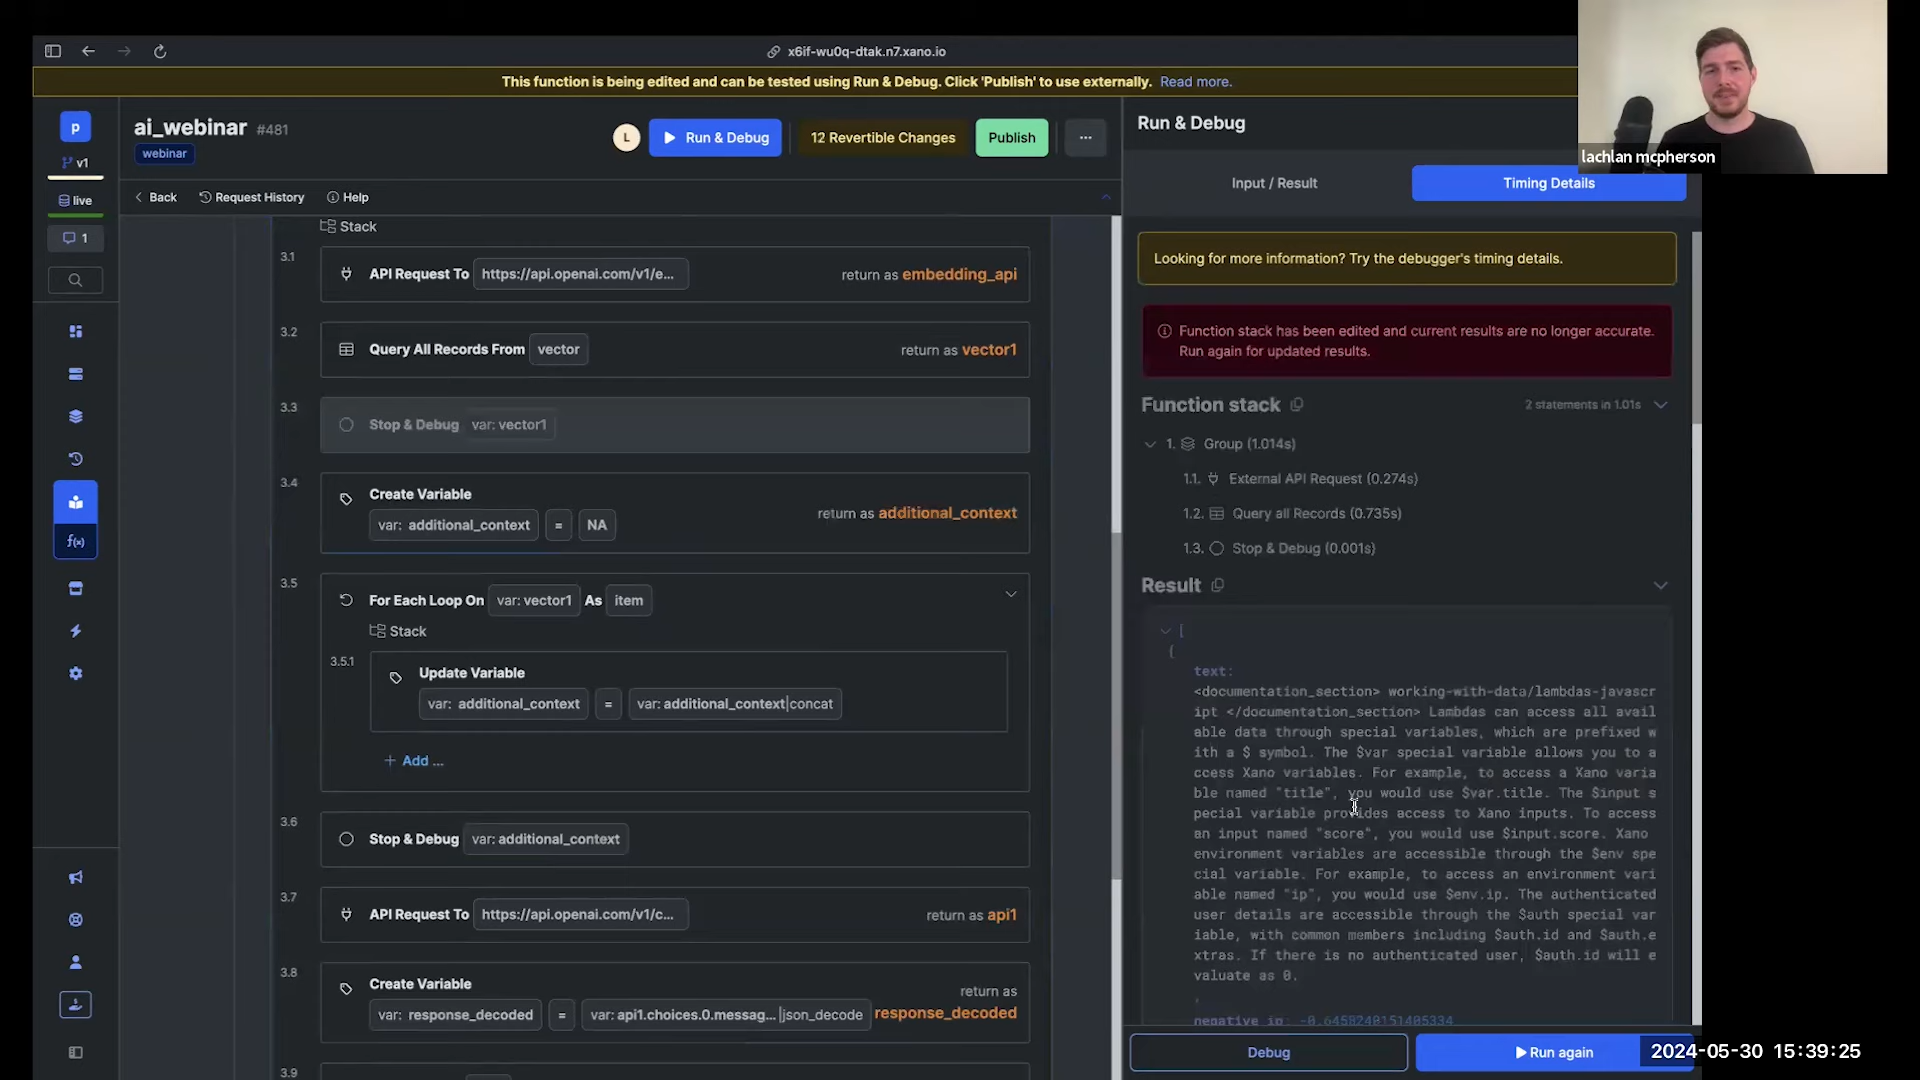 x6if-wu0q-dtak.n7.xano.io
This function is being edited and can be tested using Run & Debug. Click 'Publish' to use externally. Read more.
lachlan mcpherson
p
v1
live
1
f(x)
ai_webinar #481
webinar
L
Run & Debug
12 Revertible Changes
Publish
...
Back
Request History
Help
Stack
3.1
API Request To https://api.openai.com/v1/e...
return as embedding_api
3.2
Query All Records From vector
return as vector1
3.3
Stop & Debug var: vector1
3.4
Create Variable
var: additional_context = NA
return as additional_context
3.5
For Each Loop On var: vector1 As item
Stack
3.5.1
Update Variable
var: additional_context = var: additional_context|concat
+ Add ...
3.6
Stop & Debug var: additional_context
3.7
API Request To https://api.openai.com/v1/c...
return as api1
3.8
Create Variable
var: response_decoded = var: api1.choices.0.messag... |json_decode
return as response_decoded
3.9
Run & Debug
Input / Result
Timing Details
Looking for more information? Try the debugger's timing details.
Function stack has been edited and current results are no longer accurate.
Run again for updated results.
Function stack
2 statements in 1.01s
1. Group (1.014s)
1.1. External API Request (0.274s)
1.2. Query all Records (0.735s)
1.3. Stop & Debug (0.001s)
Result
[
{
text:
<documentation_section> working-with-data/lambdas-javascr
ipt </documentation_section> Lambdas can access all avail
able data through special variables, which are prefixed w
ith a $ symbol. The $var special variable allows you to a
ccess Xano variables. For example, to access a Xano varia
ble named "title", you would use $var.title. The $input s
pecial variable provides access to Xano inputs. To access
an input named "score", you would use $input.score. Xano
environment variables are accessible through the $env spe
cial variable. For example, to access an environment vari
able named "ip", you would use $env.ip. The authenticated
user details are accessible through the $auth special var
iable, with common members including $auth.id and $auth.e
xtras. If there is no authenticated user, $auth.id will e
valuate as 0.
,
negative_ip: -0.6458240151405334
Debug
Run again
2024-05-30 15:39:25